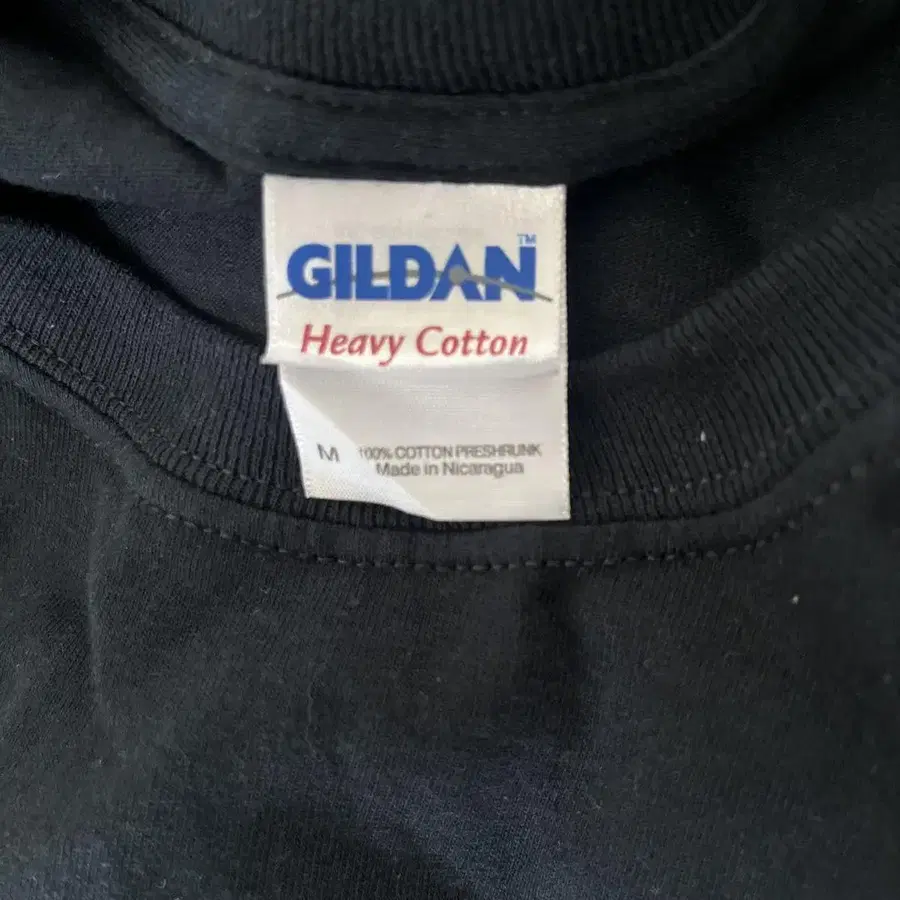 GILDAN™
Heavy Cotton
M 100% COTTON PRESHRUNK
Made in Nicaragua